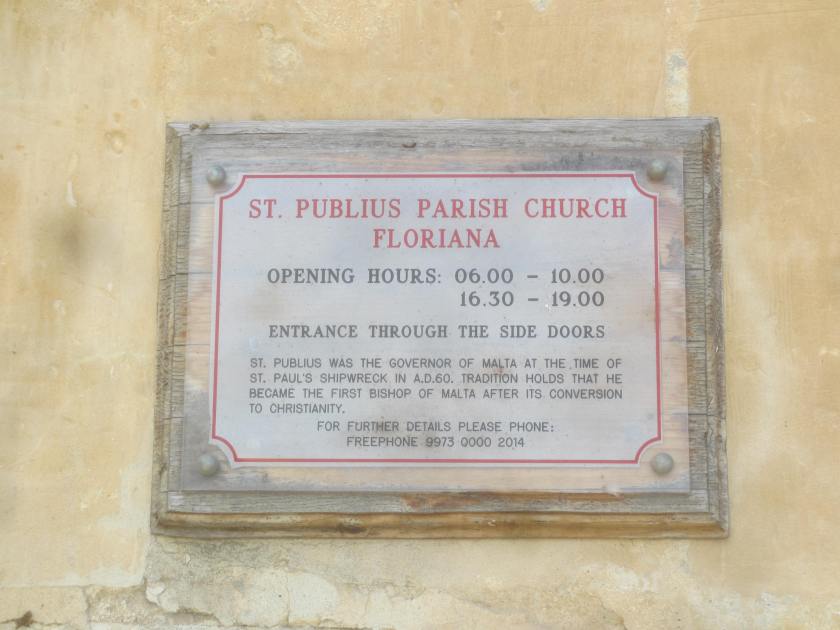 ST. PUBLIUS PARISH CHURCH
FLORIANA
OPENING HOURS: 06.00 - 10.00
16.30 - 19.00
ENTRANCE THROUGH THE SIDE DOORS
ST. PUBLIUS WAS THE GOVERNOR OF MALTA AT THE TIME OF
ST. PAUL'S SHIPWRECK IN A.D.60. TRADITION HOLDS THAT HE
BECAME THE FIRST BISHOP OF MALTA AFTER ITS CONVERSION
TO CHRISTIANITY.
FOR FURTHER DETAILS PLEASE PHONE:
FREEPHONE 9973 0000 2014